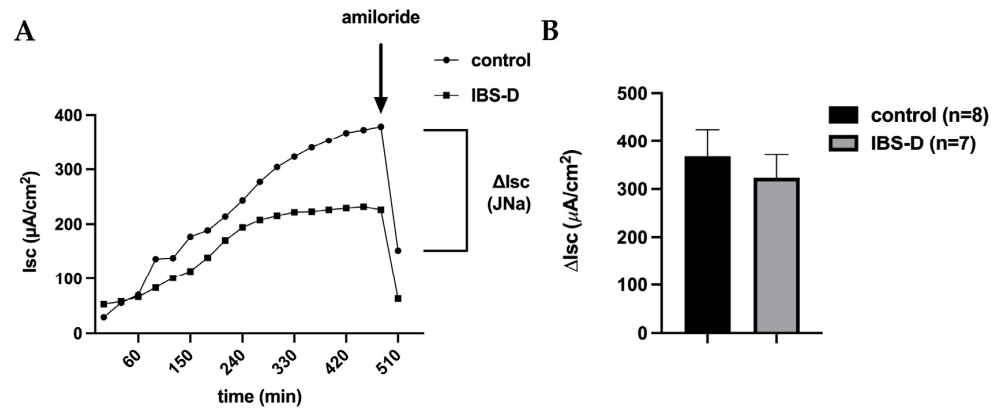 A
amiloride
control
IBS-D
400
300
200
100
0
Isc (µA/cm²)
60
150
240
330
420
510
time (min)
ΔIsc
(JNa)
B
500
400
300
200
100
0
ΔIsc (µA/cm²)
control (n=8)
IBS-D (n=7)